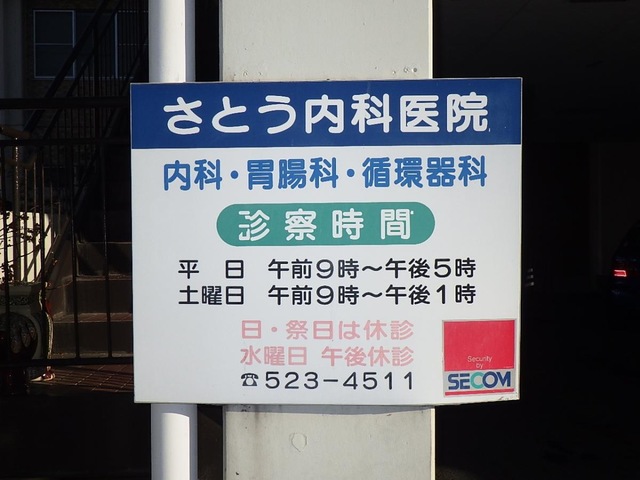 さとう内科医院
内科・胃腸科・循環器科
診察時間
平日 午前9時～午後5時
土曜日 午前9時～午後1時
日・祭日は休診
水曜日 午後休診
☎523-4511
Security
by
SECOM